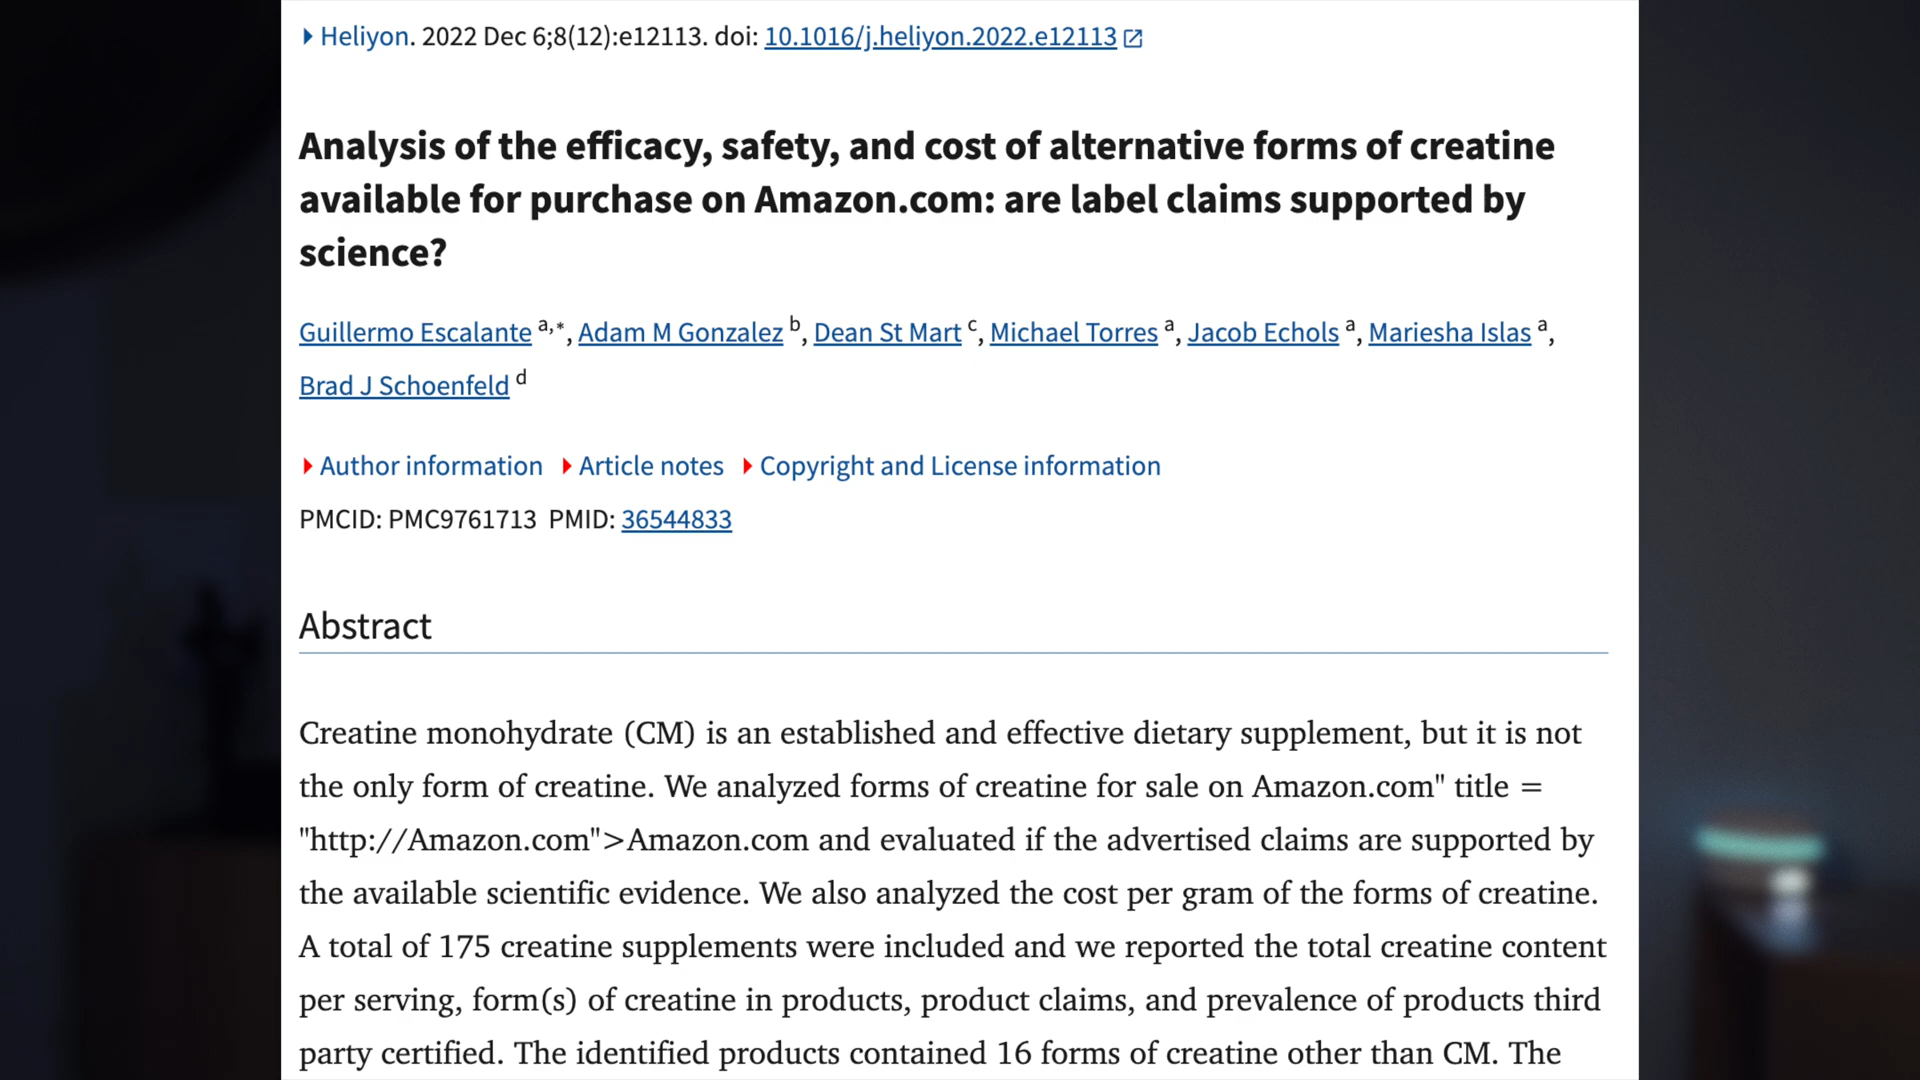 Heliyon. 2022 Dec 6;8(12):e12113. doi: 10.1016/j.heliyon.2022.e12113
Analysis of the efficacy, safety, and cost of alternative forms of creatine
available for purchase on Amazon.com: are label claims supported by
science?
Guillermo Escalante a,*, Adam M Gonzalez b, Dean St Mart c, Michael Torres a, Jacob Echols a, Mariesha Islas a,
Brad J Schoenfeld d
Author information Article notes Copyright and License information
PMCID: PMC9761713 PMID: 36544833
Abstract
Creatine monohydrate (CM) is an established and effective dietary supplement, but it is not
the only form of creatine. We analyzed forms of creatine for sale on Amazon.com" title =
"http://Amazon.com">Amazon.com and evaluated if the advertised claims are supported by
the available scientific evidence. We also analyzed the cost per gram of the forms of creatine.
A total of 175 creatine supplements were included and we reported the total creatine content
per serving, form(s) of creatine in products, product claims, and prevalence of products third
party certified. The identified products contained 16 forms of creatine other than CM. The